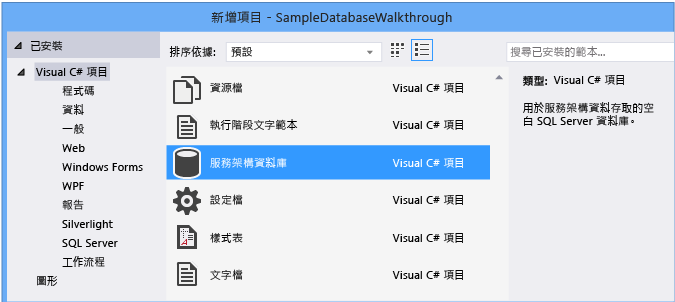 新增項目 - SampleDatabaseWalkthrough
已安裝
Visual C# 項目
程式碼
資料
一般
Web
Windows Forms
WPF
報告
Silverlight
SQL Server
工作流程
圖形
排序依據: 預設
資源檔 Visual C# 項目
執行階段文字範本 Visual C# 項目
服務架構資料庫 Visual C# 項目
設定檔 Visual C# 項目
樣式表 Visual C# 項目
文字檔 Visual C# 項目
搜尋已安裝的範本...
類型: Visual C# 項目
用於服務架構資料存取的空
白 SQL Server 資料庫。